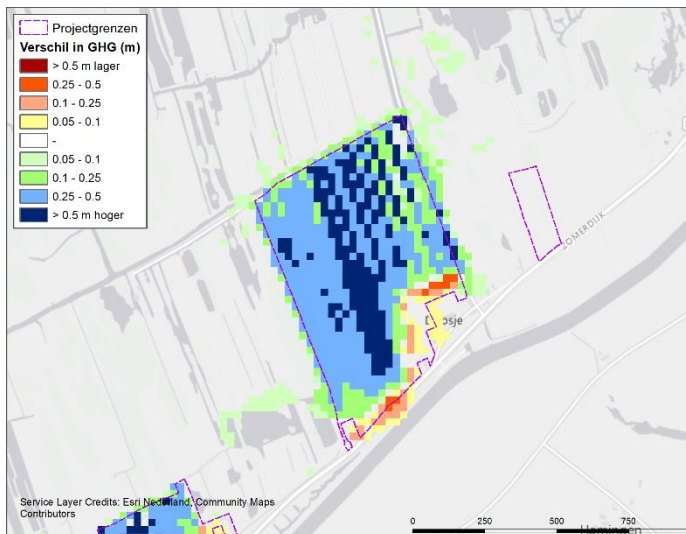 Projectgrenzen
Verschil in GHG (m)
> 0.5 m lager
0.25 - 0.5
0.1 - 0.25
0.05 - 0.1
-
0.05 - 0.1
0.1 - 0.25
0.25 - 0.5
> 0.5 m hoger
ZOMERDIJK
Service Layer Credits: Esri Nederland, Community Maps
Contributors
0 250 500 750